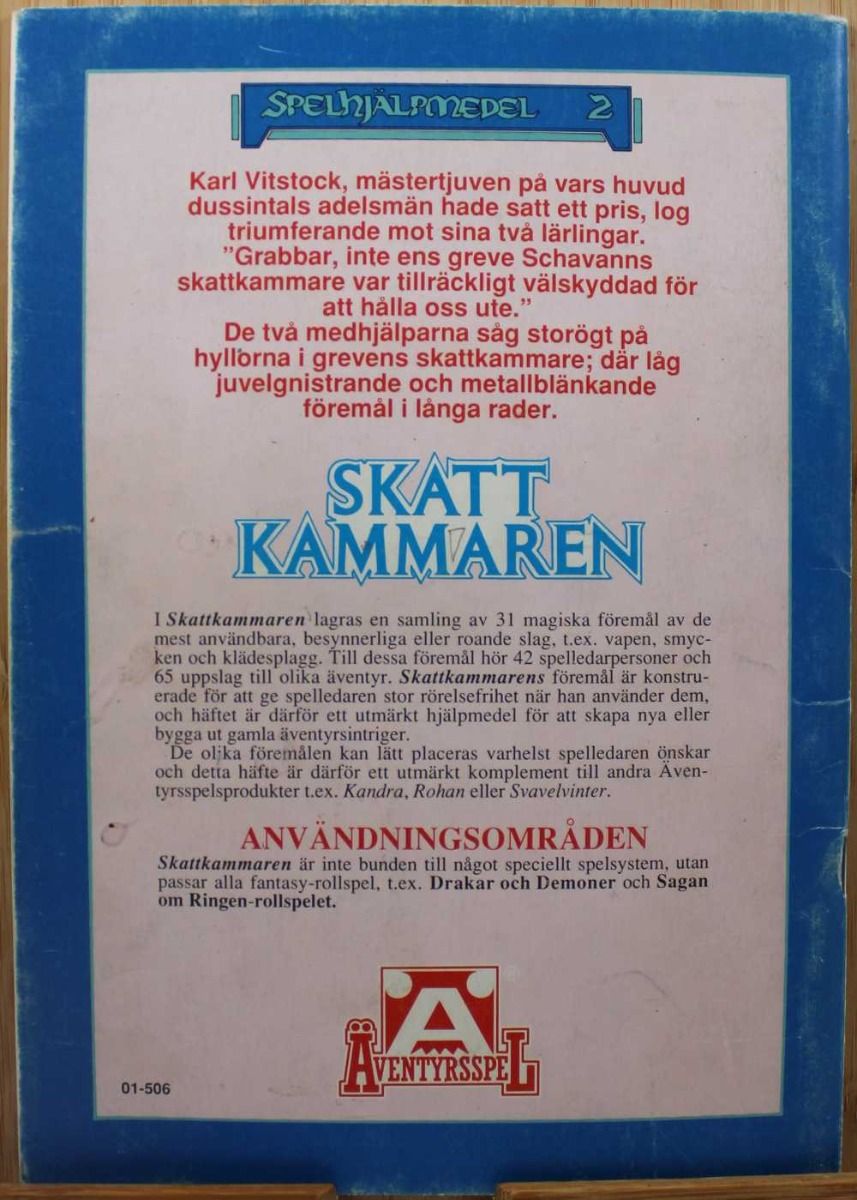 SPELHJÄLPMEDEL 2
Karl Vitstock, mästertjuven på vars huvud
dussintals adelsmän hade satt ett pris, log
triumferande mot sina två lärlingar.
”Grabbar, inte ens greve Schavanns
skattkammare var tillräckligt välskyddad för
att hålla oss ute.”
De två medhjälparna såg storögt på
hyllorna i grevens skattkammare; där låg
juvelgnistrande och metallblänkande
föremål i långa rader.
SKATT
KAMMAREN
I Skattkammaren lagras en samling av 31 magiska föremål av de
mest användbara, besynnerliga eller roande slag, t.ex. vapen, smyc-
ken och klädesplagg. Till dessa föremål hör 42 spelledarpersoner och
65 uppslag till olika äventyr. Skattkammarens föremål är konstru-
erade för att ge spelledaren stor rörelsefrihet när han använder dem,
och häftet är därför ett utmärkt hjälpmedel för att skapa nya eller
bygga ut gamla äventyrsintriger.
De olika föremålen kan lätt placeras varhelst spelledaren önskar
och detta häfte är därför ett utmärkt komplement till andra Även-
tyrsspelsprodukter t.ex. Kandra, Rohan eller Svavelvinter.
ANVÄNDNINGSOMRÅDEN
Skattkammaren är inte bunden till något speciellt spelsystem, utan
passar alla fantasy-rollspel, t.ex. Drakar och Demoner och Sagan
om Ringen-rollspelet.
Ä
ÄVENTYRSSPEL
01-506